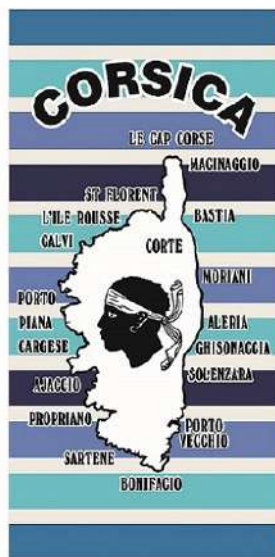 CORSICA
LE CAP CORSE
MACINAGGIO
ST FLORENT
L'ILE ROUSSE
BASTIA
CALVI
CORTE
MORIANI
PORTO
PIANA
ALERIA
CARGESE
GHISONACCIA
SOLENZARA
AJACCIO
PROPRIANO
PORTO
VECCHIO
SARTENE
BONIFACIO